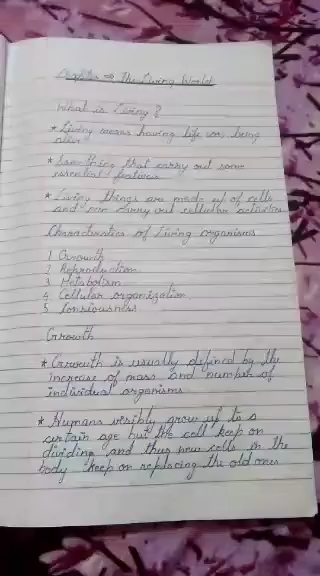 Chapter ⇒ The Living World
What is Living?
* Living means having life or being
alive
* Something that carry out some
essential features
* Living things are made up of cells
and can carry out cellular activities
Characteristics of Living organisms
1 Growth
2 Reproduction
3 Metabolism
4 Cellular organization
5 Consciousness
Growth
* Growth is usually defined by the
increase of mass and number of
individual organisms
* Humans visibly grow up to a
certain age but the cell keep on
dividing and thus new cells in the
body keep on replacing the old ones